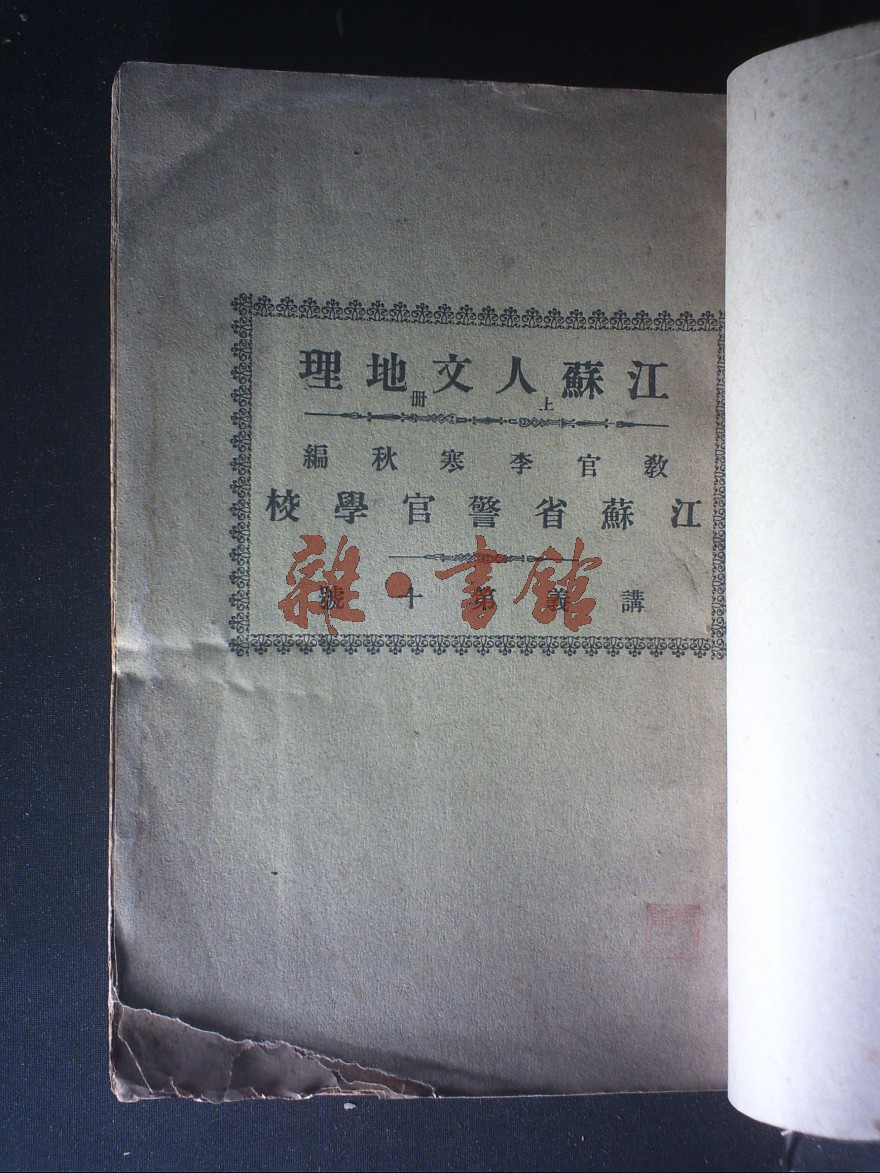 江蘇人文地理
上冊
教官李寒秋編
江蘇省警官學校
講義第十號
雜·書館